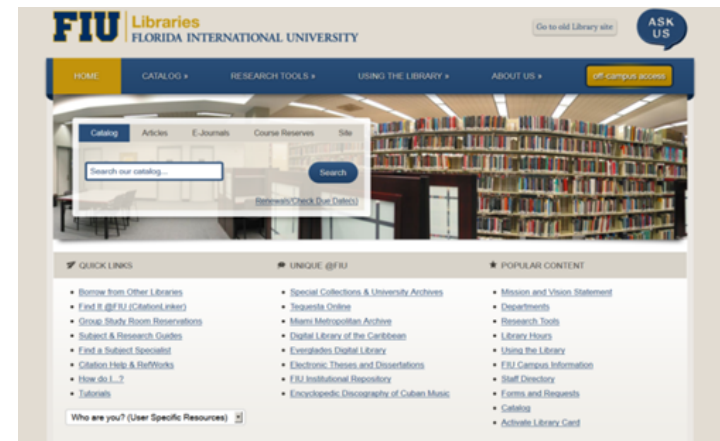 FIU Libraries
FLORIDA INTERNATIONAL UNIVERSITY
Go to old Library site
ASK US
HOME CATALOG » RESEARCH TOOLS » USING THE LIBRARY » ABOUT US » off-campus access
Catalog Articles E-Journals Course Reserves Site
Search our catalog... Search
Renewals/Check Due Date(s)
QUICK LINKS
Borrow from Other Libraries
Find It @FIU (CitationLinker)
Group Study Room Reservations
Subject & Research Guides
Find a Subject Specialist
Citation Help & RefWorks
How do I...?
Tutorials
Who are you? (User Specific Resources)
UNIQUE @FIU
Special Collections & University Archives
Tequesta Online
Miami Metropolitan Archive
Digital Library of the Caribbean
Everglades Digital Library
Electronic Theses and Dissertations
FIU Institutional Repository
Encyclopedic Discography of Cuban Music
POPULAR CONTENT
Mission and Vision Statement
Departments
Research Tools
Library Hours
Using the Library
FIU Campus Information
Staff Directory
Forms and Requests
Catalog
Activate Library Card